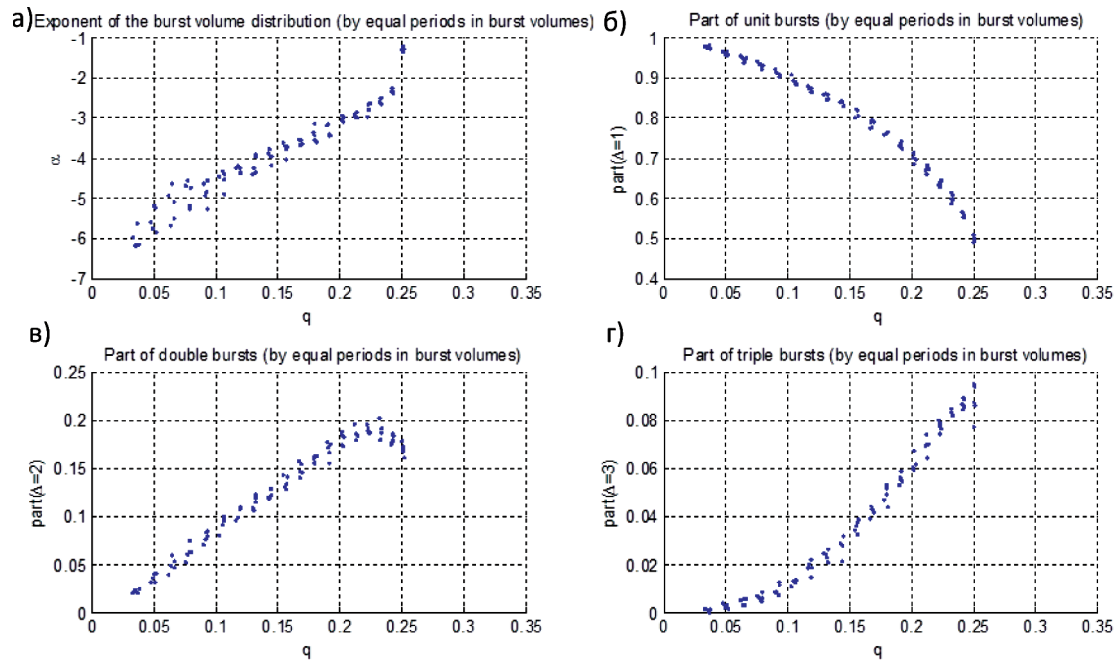 а) Exponent of the burst volume distribution (by equal periods in burst volumes)
-1
-2
-3
-4
-5
-6
-7
α
0 0.05 0.1 0.15 0.2 0.25 0.3 0.35
q
б) Part of unit bursts (by equal periods in burst volumes)
1
0.9
0.8
0.7
0.6
0.5
0.4
part(Δ=1)
0 0.05 0.1 0.15 0.2 0.25 0.3 0.35
q
в) Part of double bursts (by equal periods in burst volumes)
0.25
0.2
0.15
0.1
0.05
0
part(Δ=2)
0 0.05 0.1 0.15 0.2 0.25 0.3 0.35
q
г) Part of triple bursts (by equal periods in burst volumes)
0.1
0.08
0.06
0.04
0.02
0
part(Δ=3)
0 0.05 0.1 0.15 0.2 0.25 0.3 0.35
q